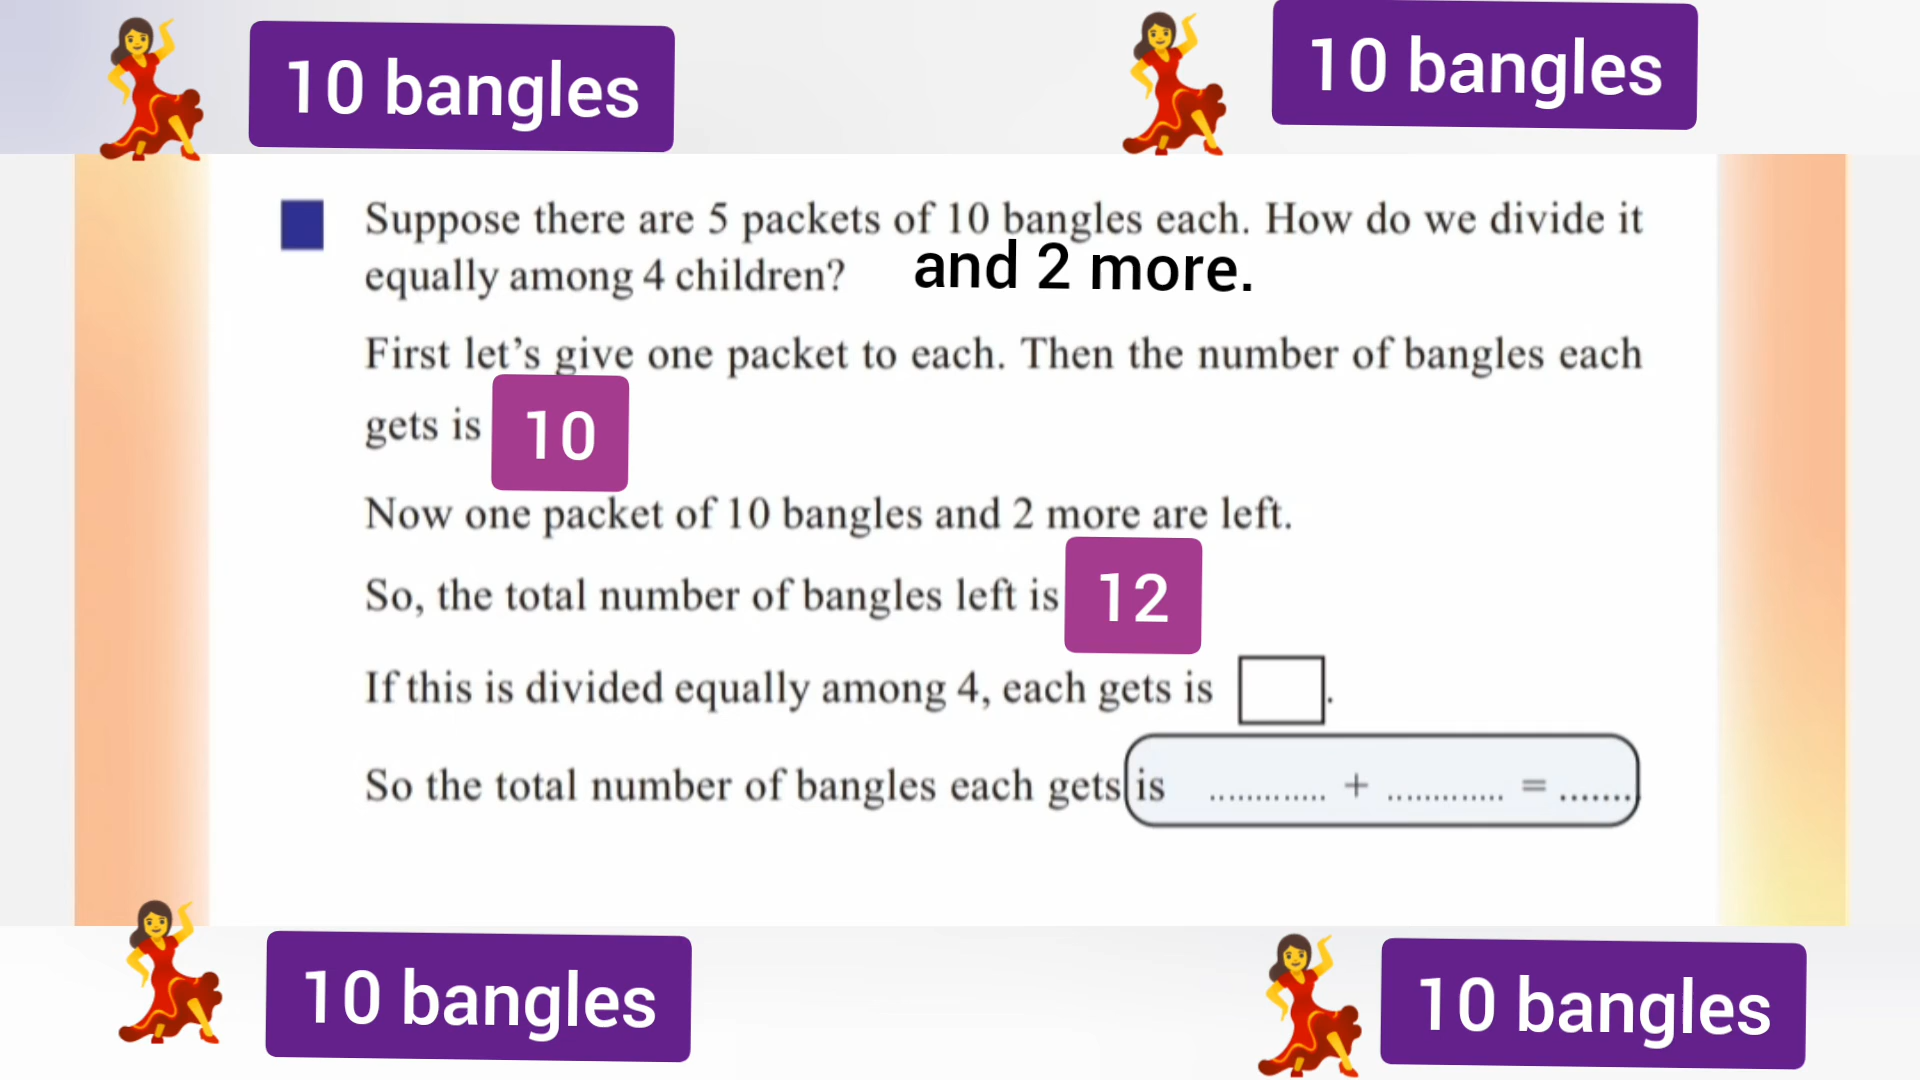 10 bangles
10 bangles
Suppose there are 5 packets of 10 bangles each. How do we divide it
equally among 4 children?
and 2 more.
First let's give one packet to each. Then the number of bangles each
gets is 10
Now one packet of 10 bangles and 2 more are left.
So, the total number of bangles left is 12
If this is divided equally among 4, each gets is .
So the total number of bangles each gets is ............. + ............. = ........
10 bangles
10 bangles